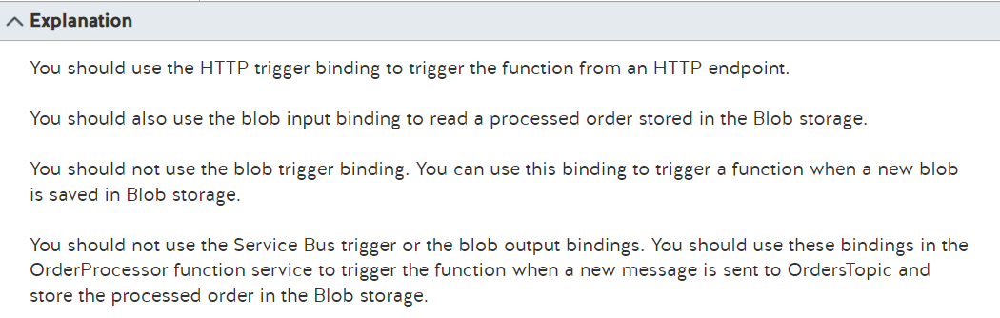 Explanation
You should use the HTTP trigger binding to trigger the function from an HTTP endpoint.
You should also use the blob input binding to read a processed order stored in the Blob storage.
You should not use the blob trigger binding. You can use this binding to trigger a function when a new blob
is saved in Blob storage.
You should not use the Service Bus trigger or the blob output bindings. You should use these bindings in the
OrderProcessor function service to trigger the function when a new message is sent to OrdersTopic and
store the processed order in the Blob storage.